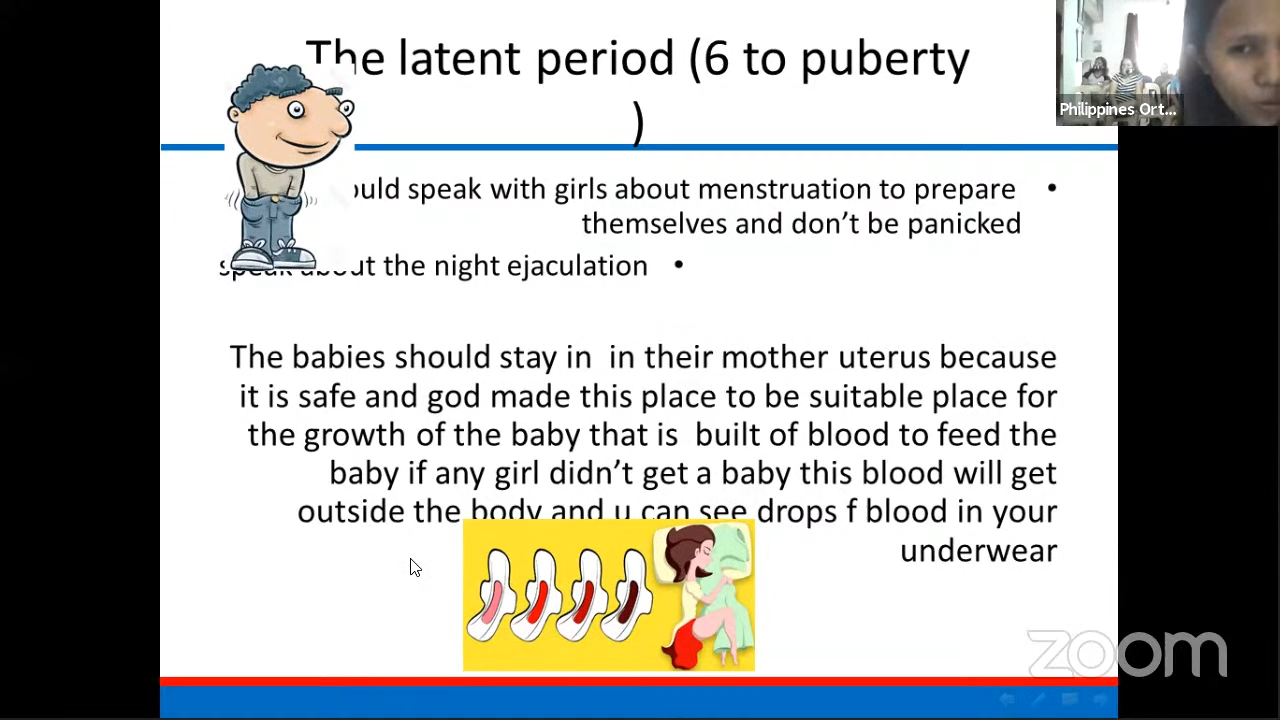 The latent period (6 to puberty
)
Philippines Ort...
ould speak with girls about menstruation to prepare •
themselves and don't be panicked
speak about the night ejaculation •
The babies should stay in in their mother uterus because
it is safe and god made this place to be suitable place for
the growth of the baby that is built of blood to feed the
baby if any girl didn't get a baby this blood will get
outside the body and u can see drops f blood in your
underwear
zoom